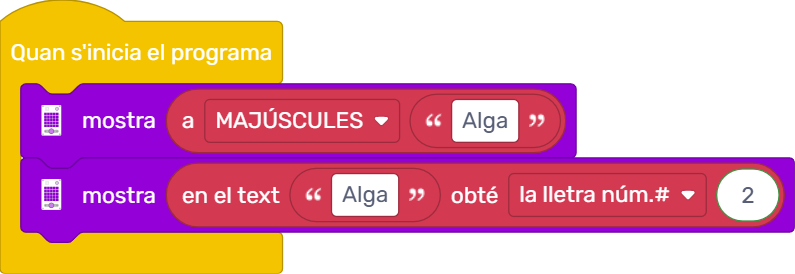 Quan s'inicia el programa
mostra a MAJÚSCULES “ Alga ”
mostra en el text “ Alga ” obté la lletra núm.# 2